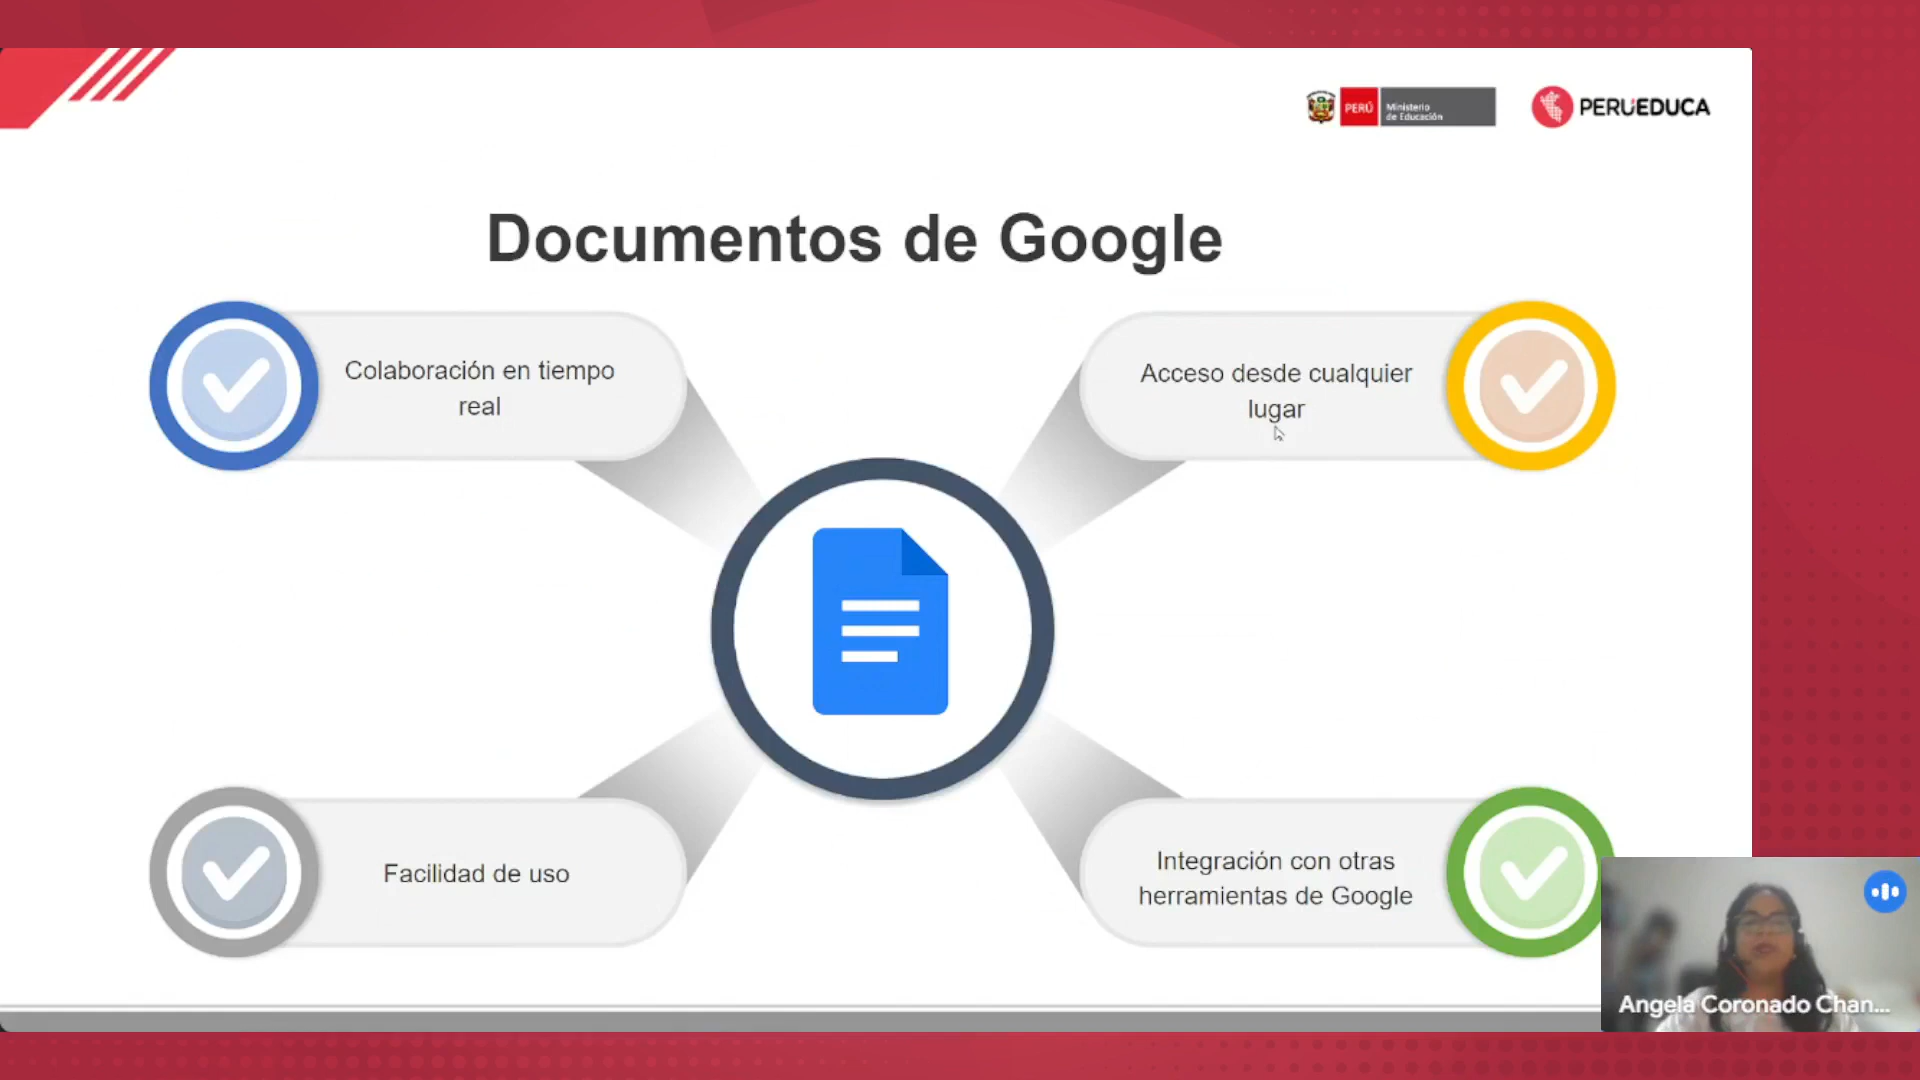 PERÚ
Ministerio
de Educación
PERÚEDUCA
Documentos de Google
Colaboración en tiempo
real
Acceso desde cualquier
lugar
Facilidad de uso
Integración con otras
herramientas de Google
Angela Coronado Chan...